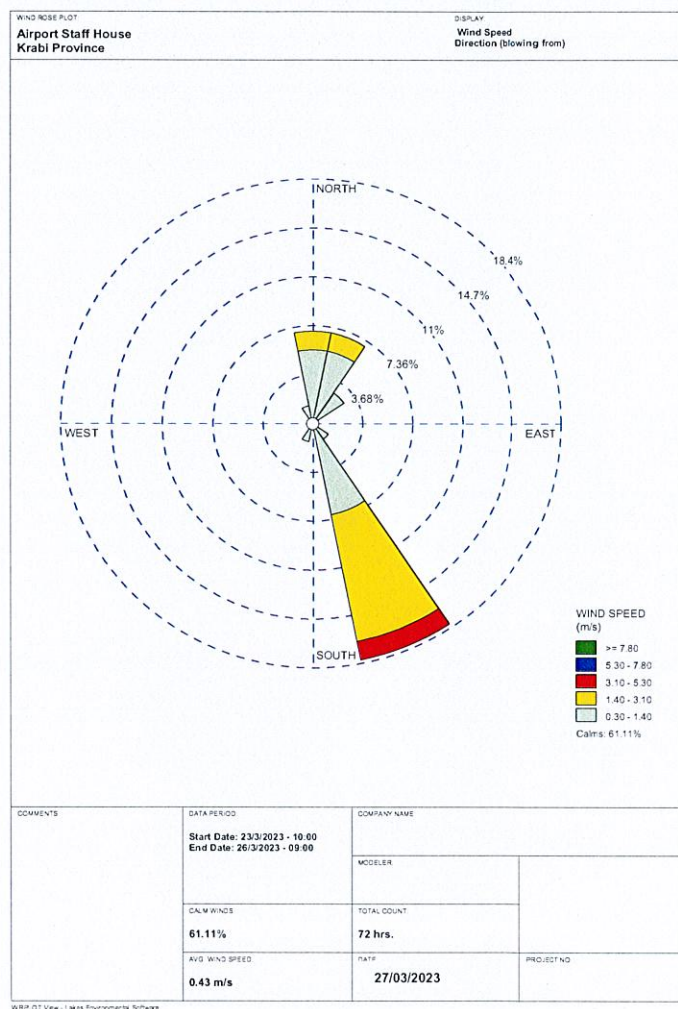 WIND ROSE PLOT
Airport Staff House
Krabi Province
DISPLAY
Wind Speed
Direction (blowing from)
NORTH
18.4%
14.7%
11%
7.36%
3.68%
WEST
EAST
SOUTH
WIND SPEED
(m/s)
>= 7.80
5.30 - 7.80
3.10 - 5.30
1.40 - 3.10
0.30 - 1.40
Calms: 61.11%
COMMENTS
DATA PERIOD
Start Date: 23/3/2023 - 10:00
End Date: 26/3/2023 - 09:00
COMPANY NAME
MODELER
CALM WINDS
61.11%
TOTAL COUNT
72 hrs.
AVG. WIND SPEED
0.43 m/s
DATE
27/03/2023
PROJECT NO.
WRPLOT View - Lakes Environmental Software